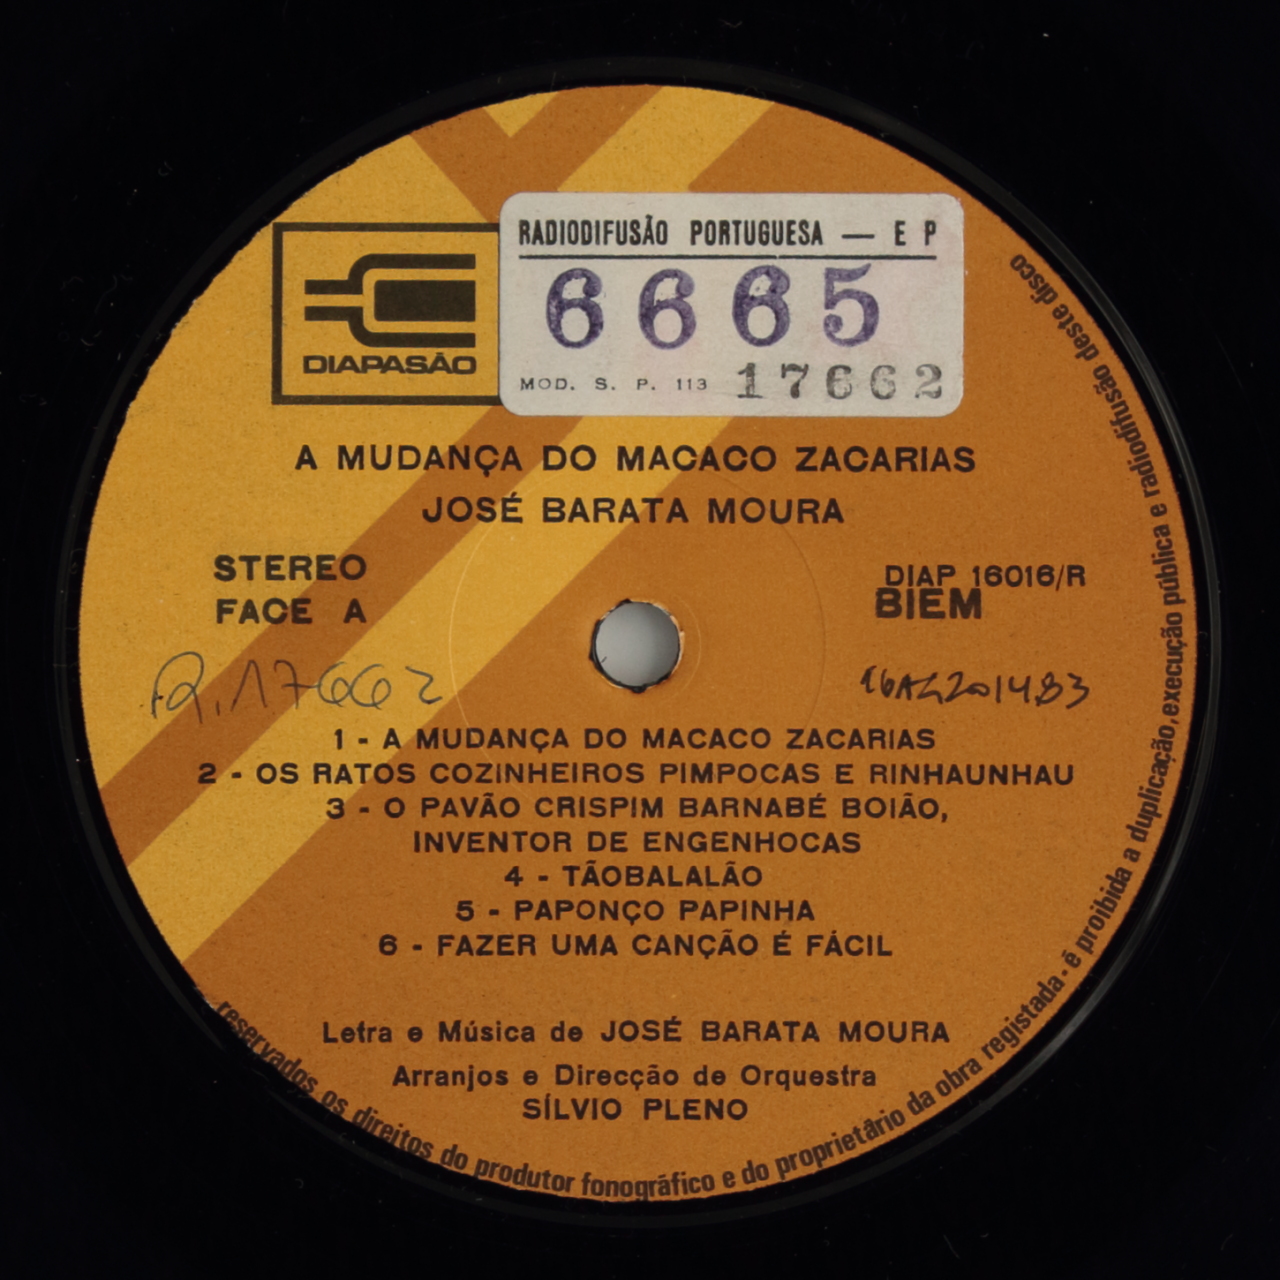 RADIODIFUSÃO PORTUGUESA — E P
6665
MOD. S. P. 113 17662
DIAPASÃO
A MUDANÇA DO MACACO ZACARIAS
JOSÉ BARATA MOURA
STEREO
FACE A
DIAP 16016/R
BIEM
R.17662
1 - A MUDANÇA DO MACACO ZACARIAS
2 - OS RATOS COZINHEIROS PIMPOCAS E RINHAUNHAU
3 - O PAVÃO CRISPIM BARNABÉ BOIÃO,
INVENTOR DE ENGENHOCAS
4 - TÃOBALALÃO
5 - PAPONÇO PAPINHA
6 - FAZER UMA CANÇÃO É FÁCIL
Letra e Música de JOSÉ BARATA MOURA
Arranjos e Direcção de Orquestra
SÍLVIO PLENO
reservados os direitos do produtor fonográfico e do proprietário da obra registada - é proibida a duplicação, execução pública e radiodifusão deste disco